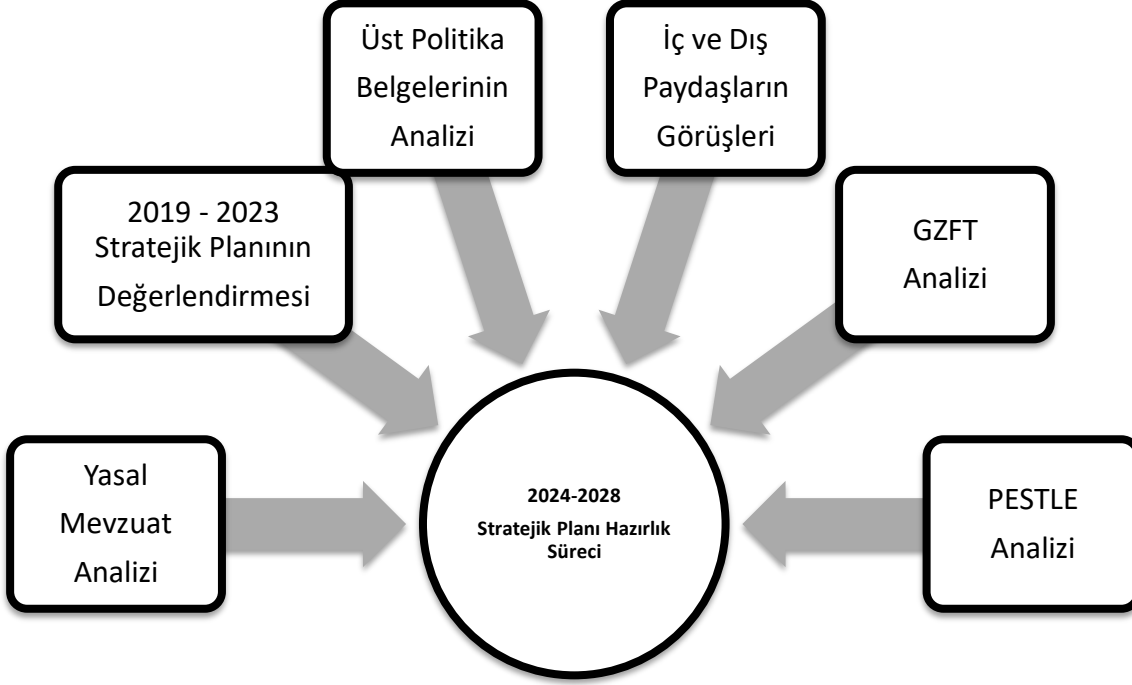 Üst Politika
Belgelerinin
Analizi
İç ve Dış
Paydaşların
Görüşleri
2019 - 2023
Stratejik Planının
Değerlendirmesi
GZFT
Analizi
Yasal
Mevzuat
Analizi
2024-2028
Stratejik Planı Hazırlık
Süreci
PESTLE
Analizi